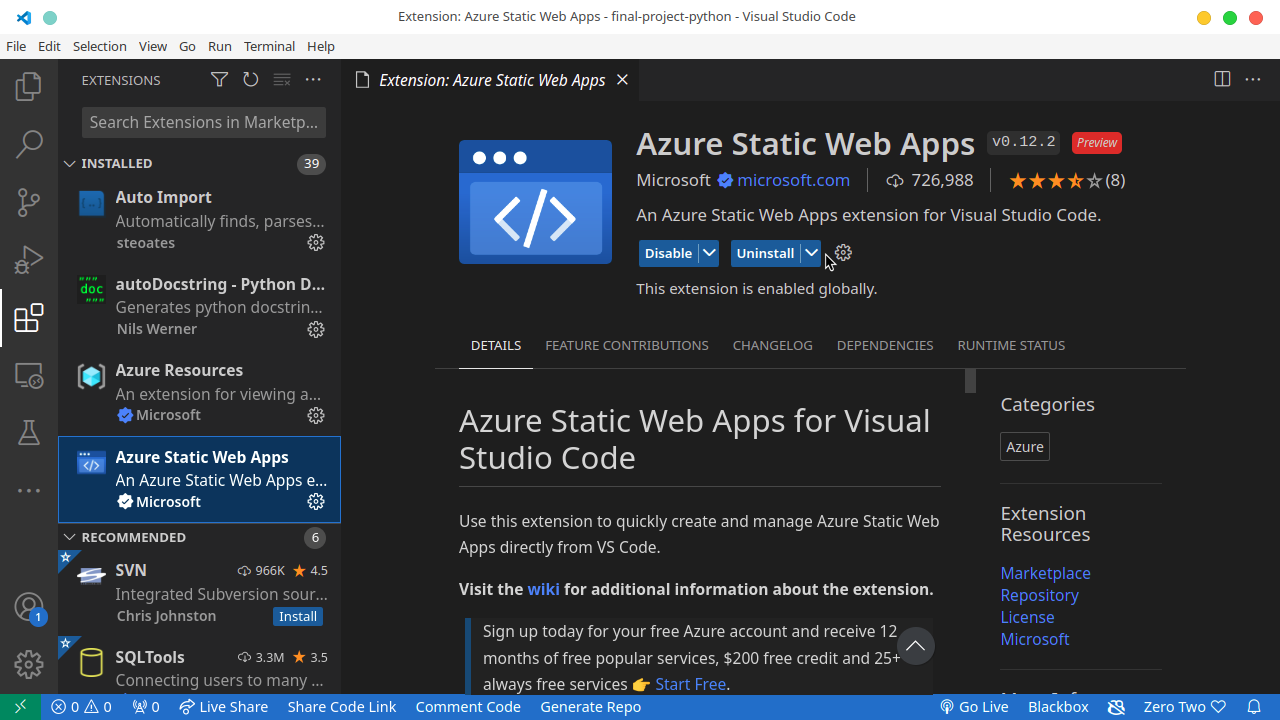 Extension: Azure Static Web Apps - final-project-python - Visual Studio Code
File Edit Selection View Go Run Terminal Help
EXTENSIONS
Search Extensions in Marketp...
INSTALLED 39
Auto Import
Automatically finds, parses...
steoates
autoDocstring - Python D...
Generates python docstrin...
Nils Werner
Azure Resources
An extension for viewing a...
Microsoft
Azure Static Web Apps
An Azure Static Web Apps e...
Microsoft
RECOMMENDED 6
SVN 966K 4.5
Integrated Subversion sour...
Chris Johnston Install
SQLTools 3.3M 3.5
Connecting users to many ...
1
Extension: Azure Static Web Apps
Azure Static Web Apps v0.12.2 Preview
Microsoft microsoft.com 726,988 (8)
An Azure Static Web Apps extension for Visual Studio Code.
Disable Uninstall
This extension is enabled globally.
DETAILS FEATURE CONTRIBUTIONS CHANGELOG DEPENDENCIES RUNTIME STATUS
Azure Static Web Apps for Visual
Studio Code
Use this extension to quickly create and manage Azure Static Web
Apps directly from VS Code.
Visit the wiki for additional information about the extension.
Sign up today for your free Azure account and receive 12
months of free popular services, $200 free credit and 25+
always free services 👉 Start Free.
Categories
Azure
Extension
Resources
Marketplace
Repository
License
Microsoft
0 0 0 Live Share Share Code Link Comment Code Generate Repo Go Live Blackbox Zero Two